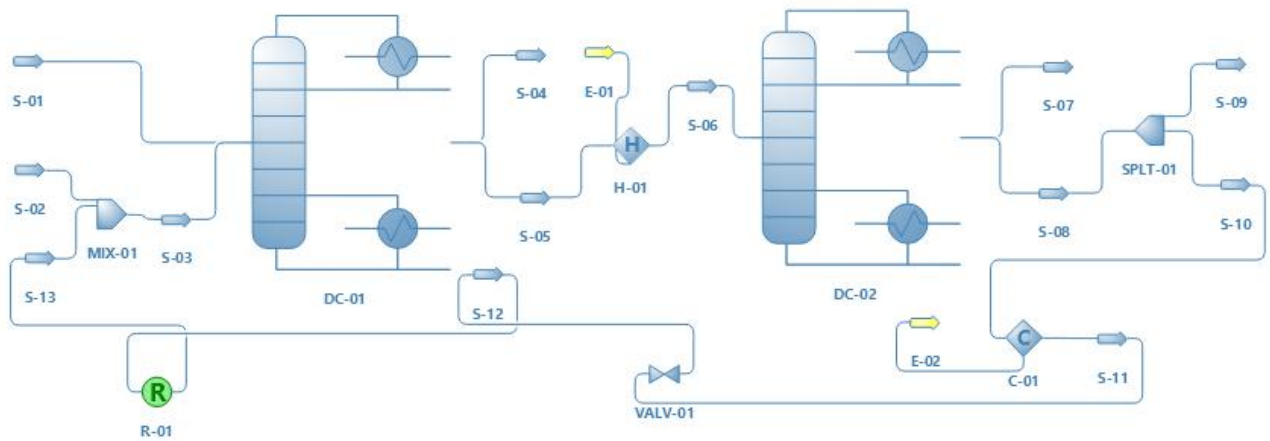 S-01
S-02
S-13
MIX-01
S-03
DC-01
S-04
E-01
S-05
H
H-01
S-06
DC-02
S-07
S-08
SPLT-01
S-09
S-10
S-12
R
R-01
VALV-01
E-02
C
C-01
S-11